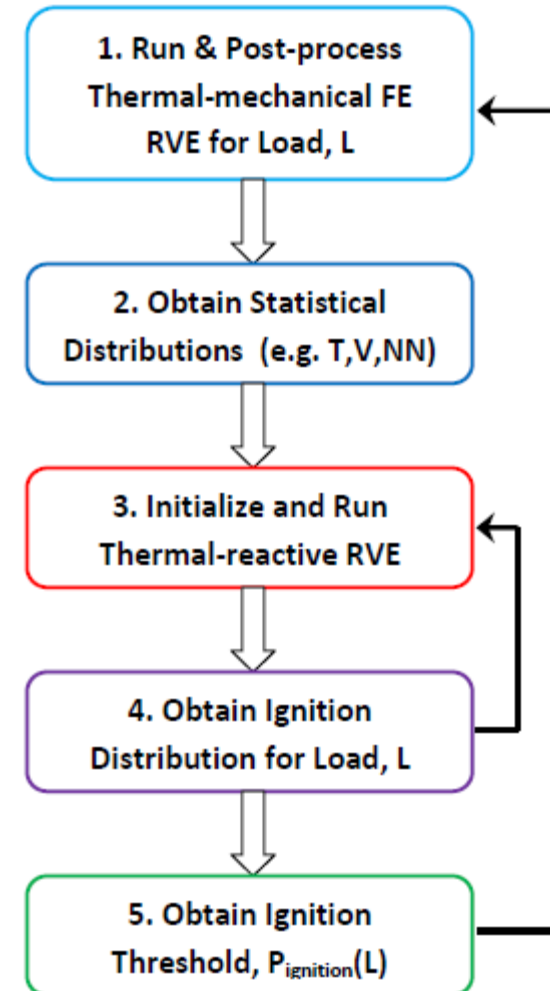 1. Run & Post-process
Thermal-mechanical FE
RVE for Load, L
2. Obtain Statistical
Distributions (e.g. T,V,NN)
3. Initialize and Run
Thermal-reactive RVE
4. Obtain Ignition
Distribution for Load, L
5. Obtain Ignition
Threshold, Pignition(L)